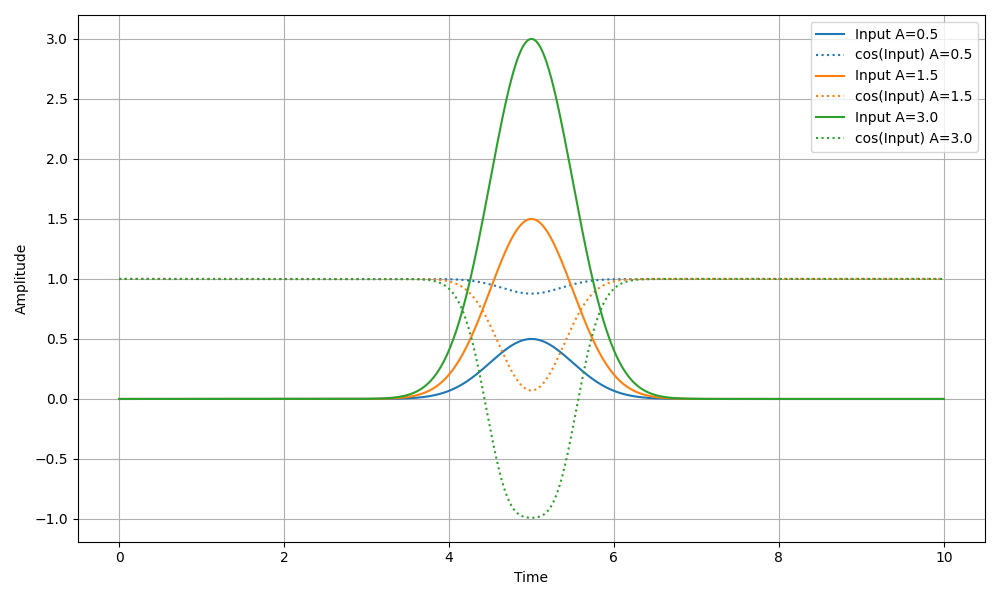 3.0
2.5
2.0
1.5
1.0
0.5
0.0
−0.5
−1.0
Amplitude
0 2 4 6 8 10
Time
Input A=0.5
cos(Input) A=0.5
Input A=1.5
cos(Input) A=1.5
Input A=3.0
cos(Input) A=3.0